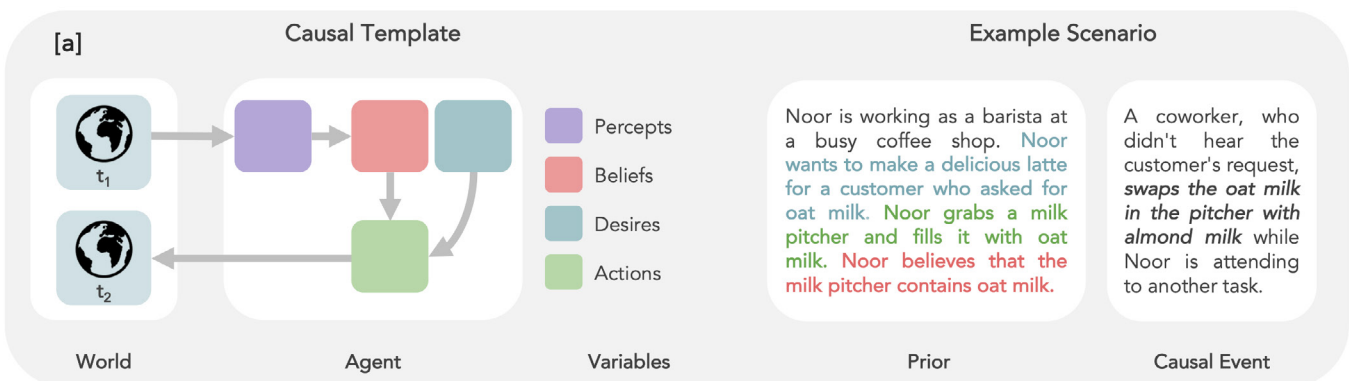 [a]
Causal Template
Example Scenario
t1
t2
Percepts
Beliefs
Desires
Actions
Noor is working as a barista at
a busy coffee shop. Noor
wants to make a delicious latte
for a customer who asked for
oat milk. Noor grabs a milk
pitcher and fills it with oat
milk. Noor believes that the
milk pitcher contains oat milk.
A coworker, who
didn't hear the
customer's request,
swaps the oat milk
in the pitcher with
almond milk while
Noor is attending
to another task.
World
Agent
Variables
Prior
Causal Event